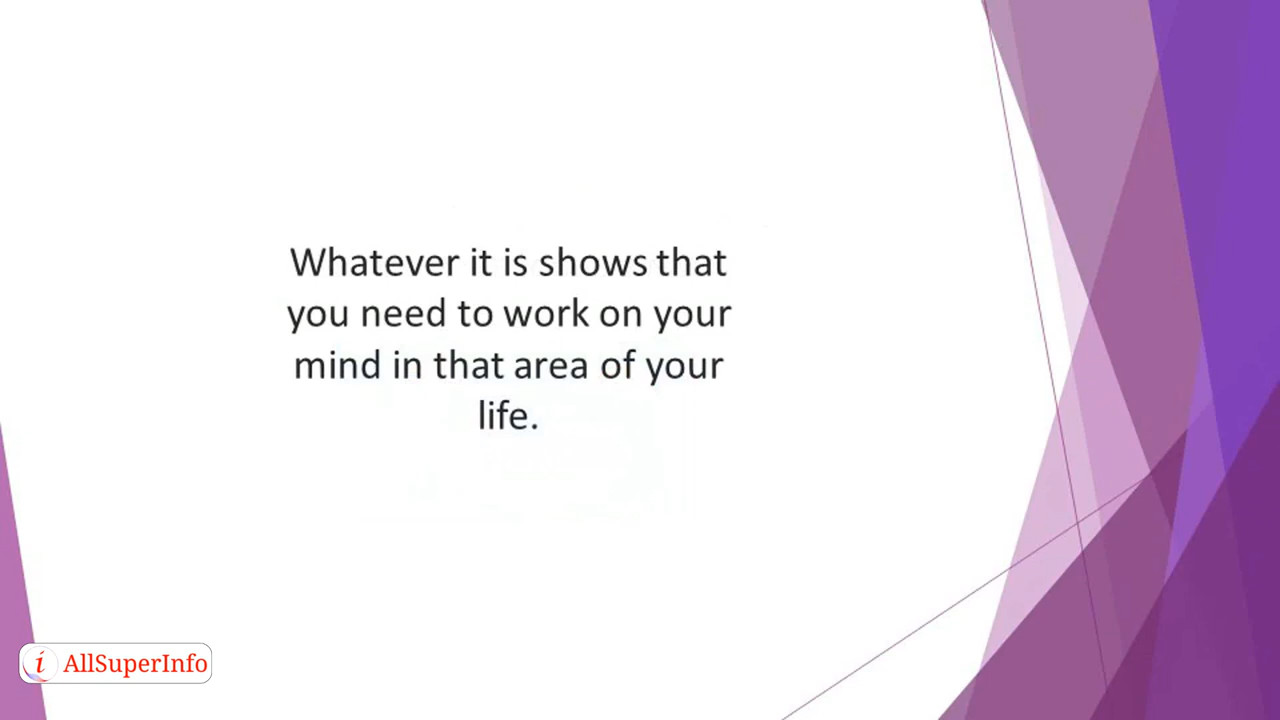 Whatever it is shows that
you need to work on your
mind in that area of your
life.
i AllSuperInfo